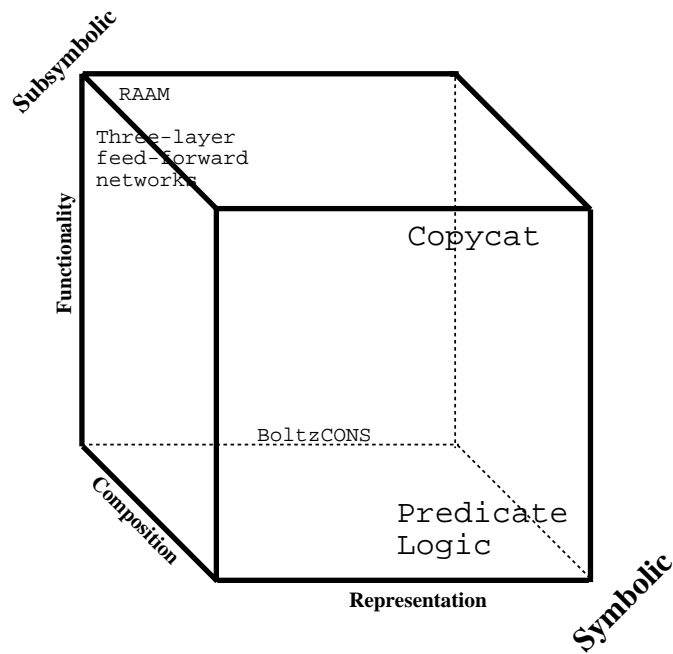 Subsymbolic
RAAM
Three-layer
feed-forward
networks
Functionality
Copycat
BoltzCONS
Composition
Predicate
Logic
Representation
Symbolic